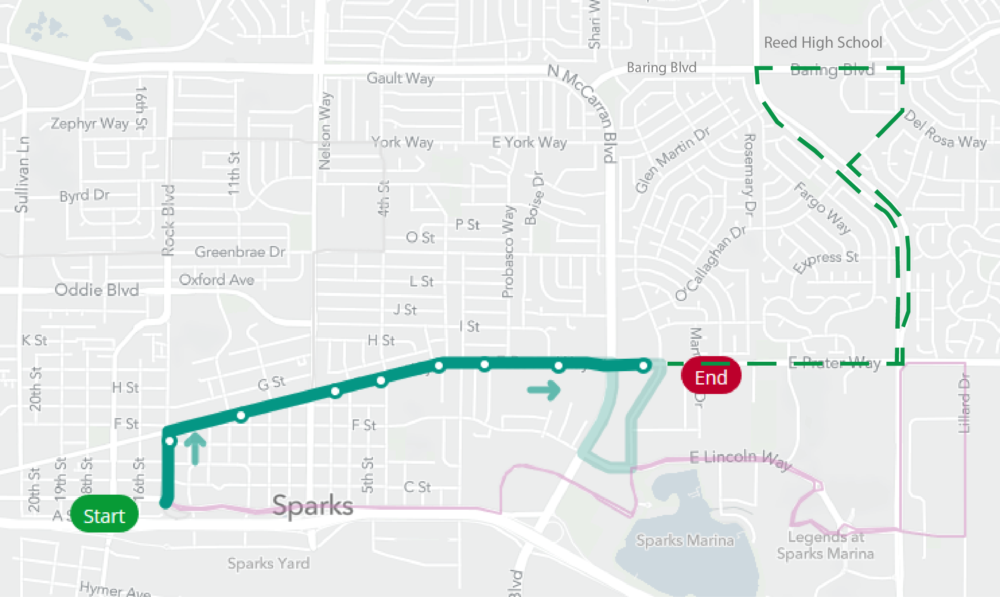 Shari W
Reed High School
Baring Blvd
Baring Blvd
N McCarran Blvd
Gault Way
16th St
Nelson Way
Zephyr Way
Del Rosa Way
York Way
E York Way
Glen Martin Dr
Rosemary Dr
Sullivan Ln
11th St
Byrd Dr
Rock Blvd
4th St
Boise Dr
Fargo Way
P St
O St
Probasco Way
Greenbrae Dr
O'Callaghan Dr
Express St
Oxford Ave
L St
Oddie Blvd
J St
I St
K St
H St
Mar
Dr
E Prater Way
End
20th St
H St
G St
Lillard Dr
F St
F St
E Lincoln Way
20th St
19th St
18th St
16th St
5th St
C St
Sparks
A S
Start
Sparks Marina
Legends at
Sparks Marina
Sparks Yard
Blvd
Hymer Ave